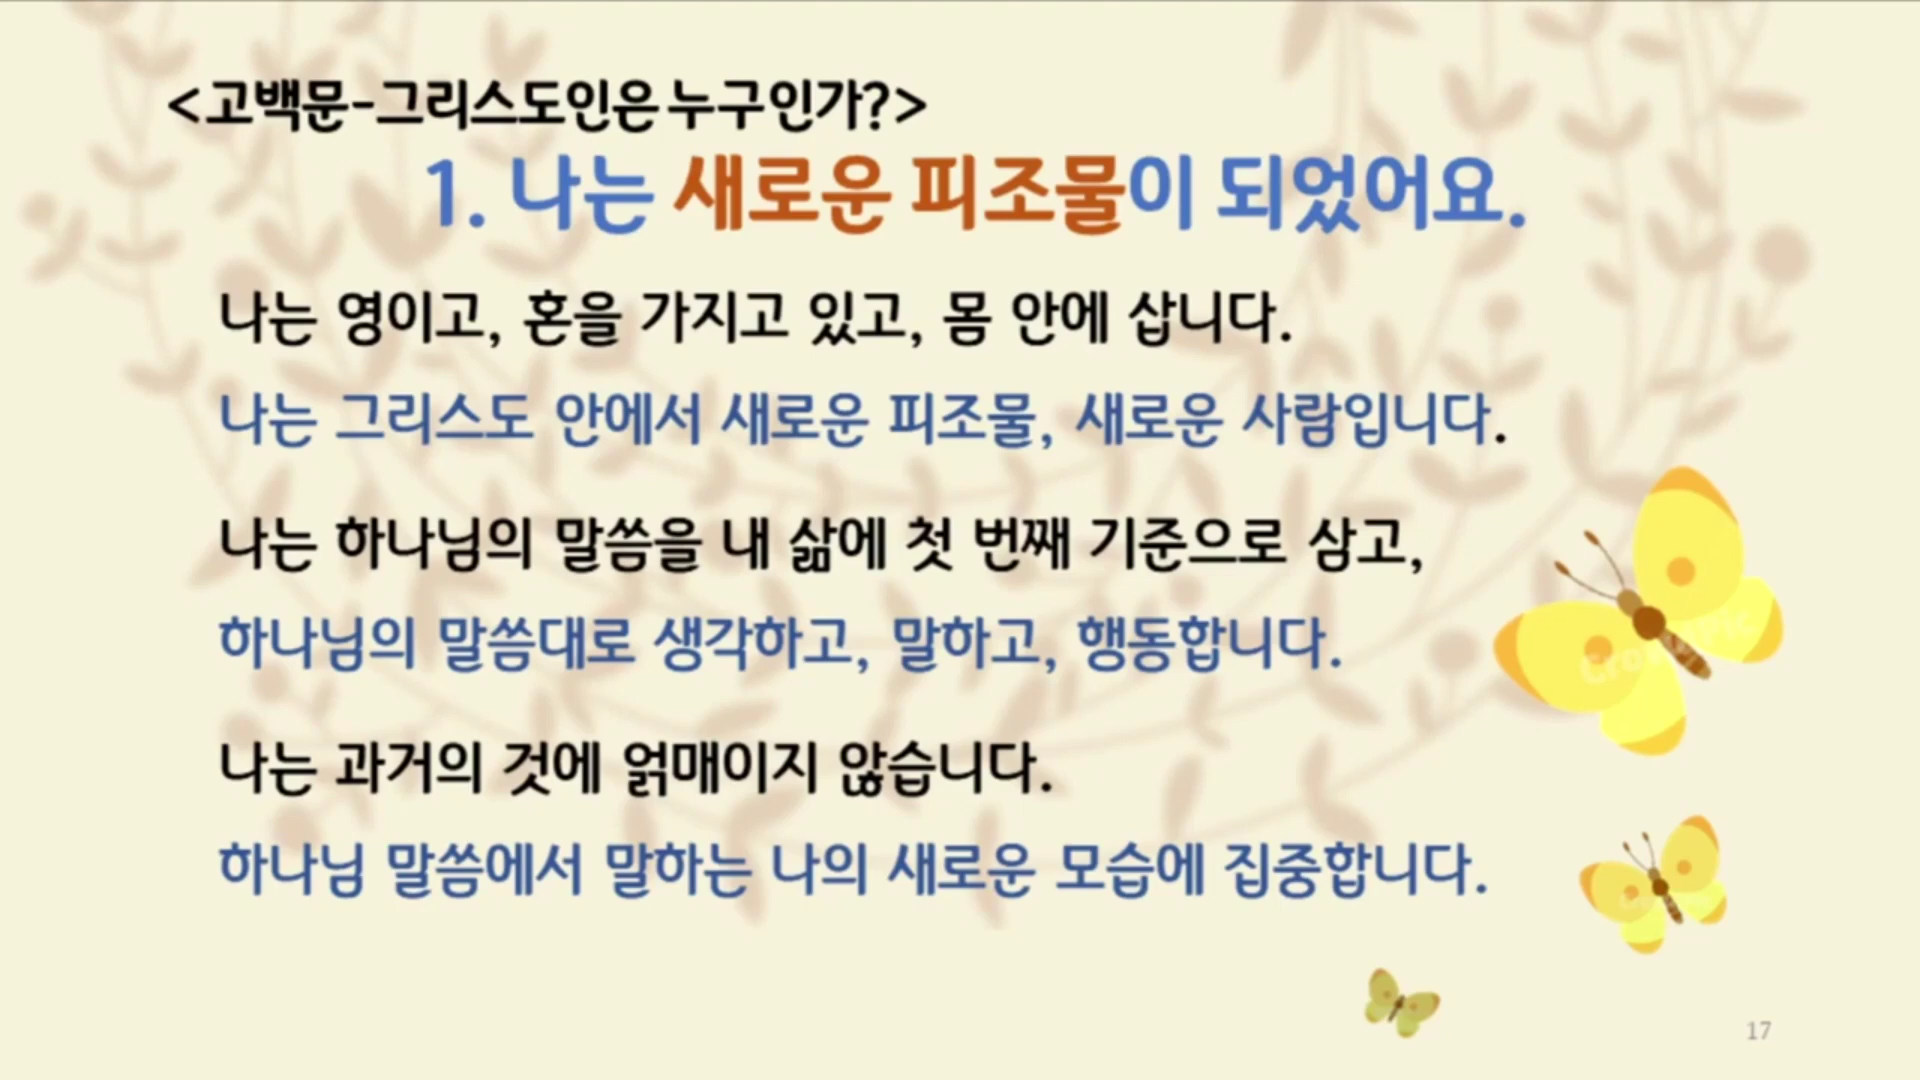 <고백문-그리스도인은 누구인가?>
1. 나는 새로운 피조물이 되었어요.
나는 영이고, 혼을 가지고 있고, 몸 안에 삽니다.
나는 그리스도 안에서 새로운 피조물, 새로운 사람입니다.
나는 하나님의 말씀을 내 삶에 첫 번째 기준으로 삼고,
하나님의 말씀대로 생각하고, 말하고, 행동합니다.
나는 과거의 것에 얽매이지 않습니다.
하나님 말씀에서 말하는 나의 새로운 모습에 집중합니다.
17